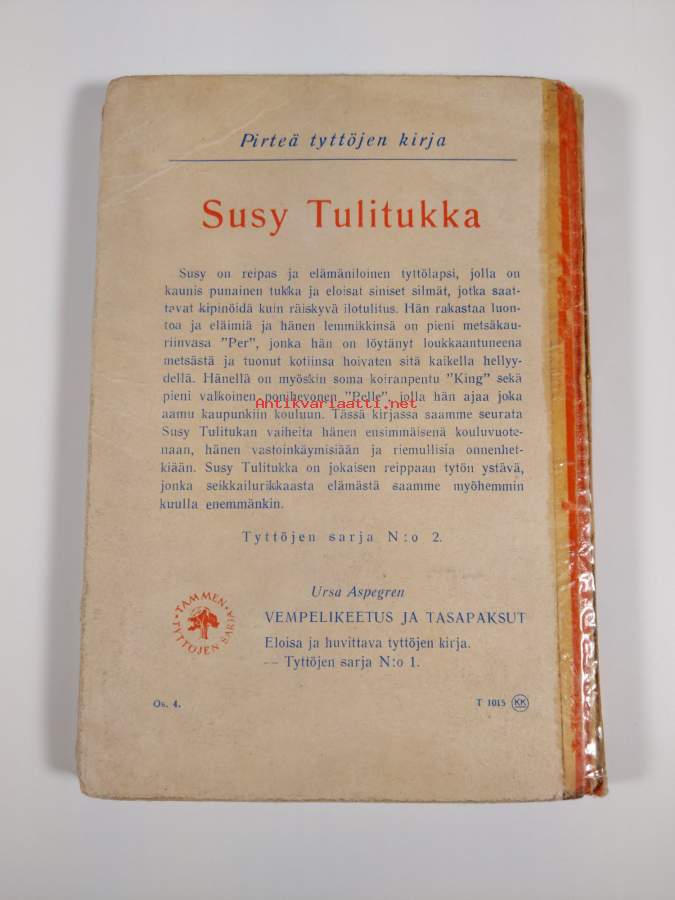 Pirteä tyttöjen kirja
Susy Tulitukka
Susy on reipas ja elämäniloinen tyttölapsi, jolla on
kaunis punainen tukka ja eloisat siniset silmät, jotka saat-
tavat kipinöidä kuin räiskyvä ilotulitus. Hän rakastaa luon-
toa ja eläimiä ja hänen lemmikkinsä on pieni metsäkau-
riinvasa "Per", jonka hän on löytänyt loukkaantuneena
metsästä ja tuonut kotiinsa hoivaten sitä kaikella hellyy-
dellä. Hänellä on myöskin soma koiranpentu "King" sekä
pieni valkoinen ponihevonen "Pelle", jolla hän ajaa joka
Antikvariaatti.net
aamu kaupunkiin kouluun. Tässä kirjassa saamme seurata
Susy Tulitukan vaiheita hänen ensimmäisenä kouluvuote-
naan, hänen vastoinkäymisiään ja riemullisia onnenhet-
kiään. Susy Tulitukka on jokaisen reippaan tytön ystävä,
jonka seikkailurikkaasta elämästä saamme myöhemmin
kuulla enemmänkin.
Tyttöjen sarja N:o 2.
Ursa Aspegren
VEMPELIKEETUS JA TASAPAKSUT
Eloisa ja huvittava tyttöjen kirja.
— Tyttöjen sarja N:o 1.
TAMMEN
TYTTÖJEN SARJA
Os. 4.
T 1015 KK